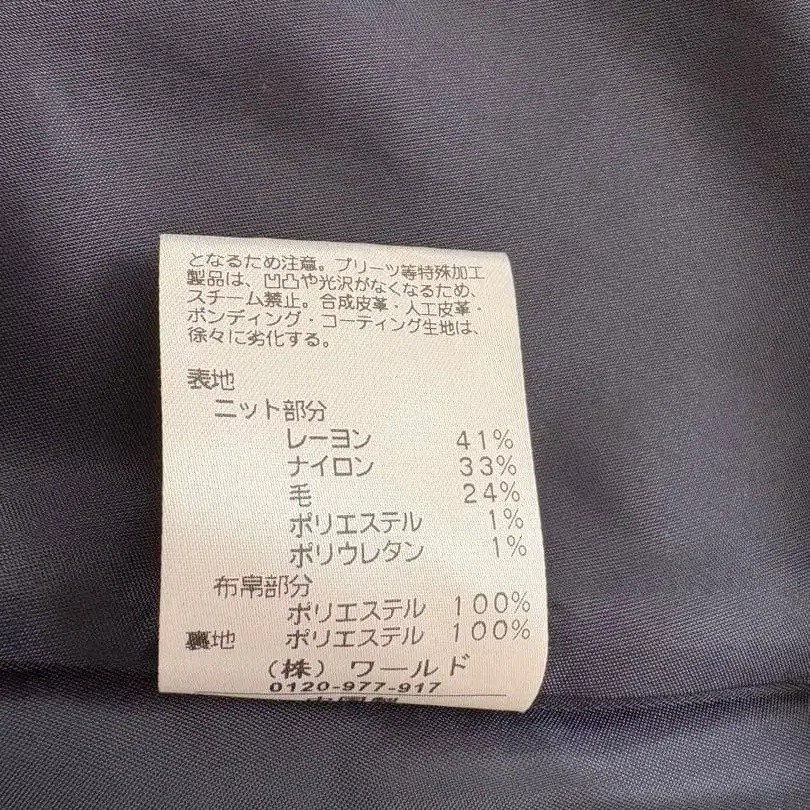 となるため注意。プリーツ等特殊加工
製品は、凹凸や光沢がなくなるため、
スチーム禁止。合成皮革・人工皮革・
ボンディング・コーティング生地は、
徐々に劣化する。
表地
ニット部分
レーヨン 41%
ナイロン 33%
毛 24%
ポリエステル 1%
ポリウレタン 1%
布帛部分
ポリエステル 100%
裏地 ポリエステル 100%
(株)ワールド
0120-977-917